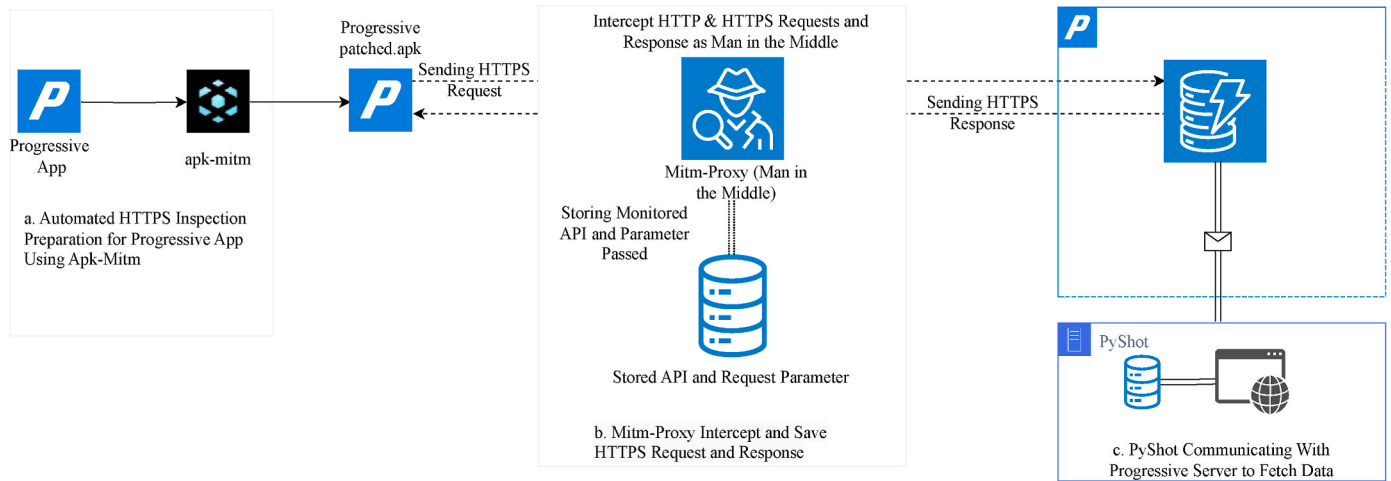 Progressive
App
apk-mitm
a. Automated HTTPS Inspection
Preparation for Progressive App
Using Apk-Mitm
Progressive
patched.apk
P
P
Sending HTTPS
Request
Intercept HTTP & HTTPS Requests and
Response as Man in the Middle
Mitm-Proxy (Man in
the Middle)
Storing Monitored
API and Parameter
Passed
Stored API and Request Parameter
b. Mitm-Proxy Intercept and Save
HTTPS Request and Response
P
Sending HTTPS
Response
PyShot
c. PyShot Communicating With
Progressive Server to Fetch Data